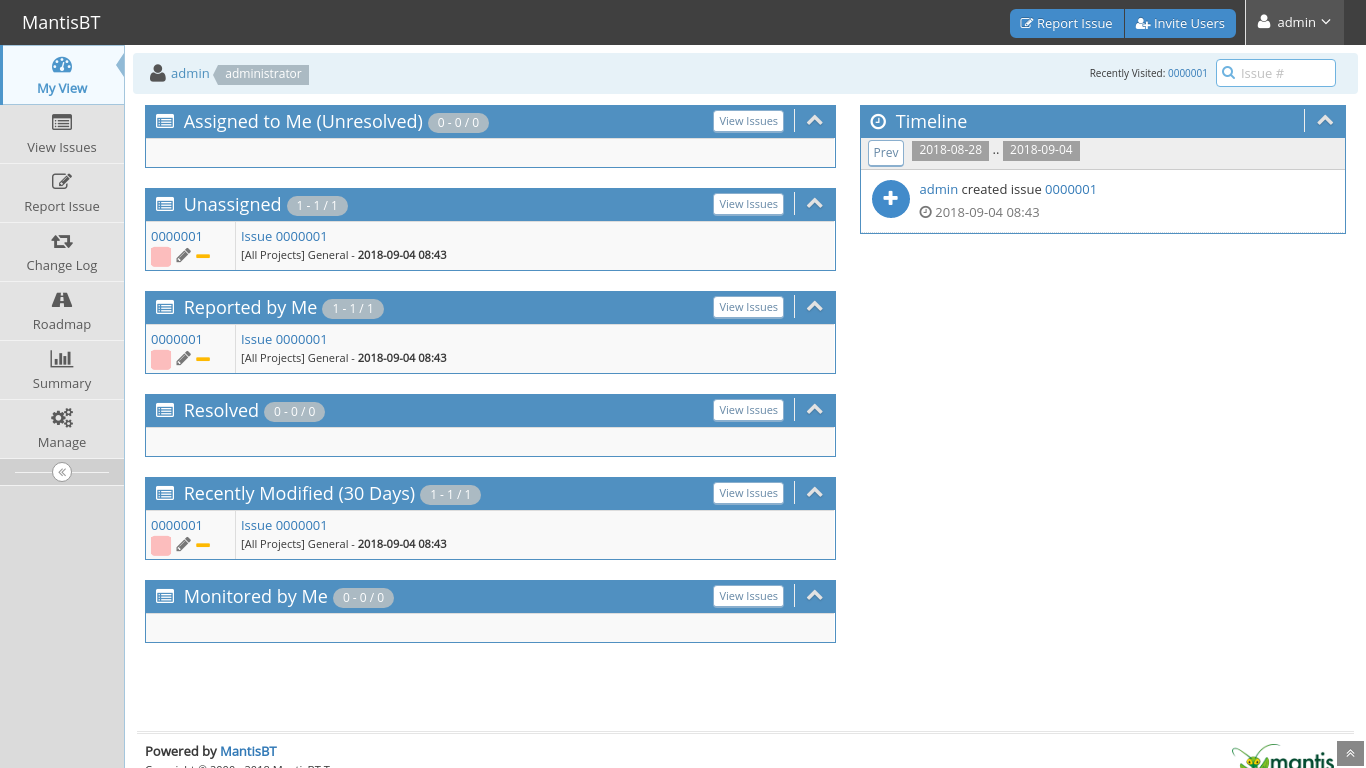 MantisBT
Report Issue
Invite Users
admin
My View
View Issues
Report Issue
Change Log
Roadmap
Summary
Manage
admin
administrator
Recently Visited: 0000001
Issue #
Assigned to Me (Unresolved) 0 - 0 / 0
View Issues
Unassigned 1 - 1 / 1
View Issues
0000001
Issue 0000001
[All Projects] General - 2018-09-04 08:43
Reported by Me 1 - 1 / 1
View Issues
0000001
Issue 0000001
[All Projects] General - 2018-09-04 08:43
Resolved 0 - 0 / 0
View Issues
Recently Modified (30 Days) 1 - 1 / 1
View Issues
0000001
Issue 0000001
[All Projects] General - 2018-09-04 08:43
Monitored by Me 0 - 0 / 0
View Issues
Timeline
Prev 2018-08-28 .. 2018-09-04
admin created issue 0000001
2018-09-04 08:43
Powered by MantisBT
mantis